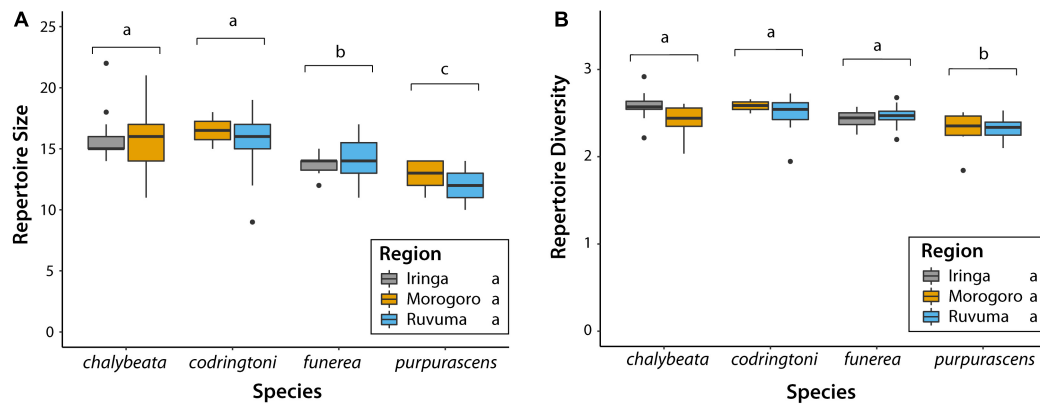 A
25
20
15
10
5
0
Repertoire Size
a
a
b
c
Region
Iringa a
Morogoro a
Ruvuma a
chalybeata codringtoni funerea purpurascens
Species
B
3
2
1
0
Repertoire Diversity
a
a
a
b
Region
Iringa a
Morogoro a
Ruvuma a
chalybeata codringtoni funerea purpurascens
Species